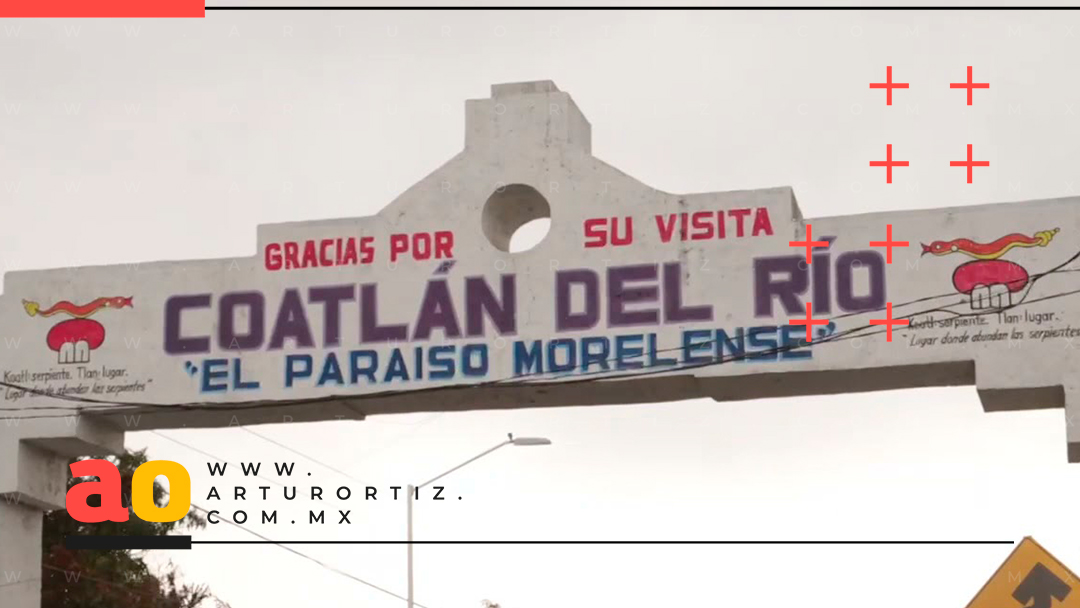 GRACIAS POR SU VISITA
COATLÁN DEL RÍO
"EL PARAISO MORELENSE"
Koatl-serpiente. Tlan-lugar.
"Lugar donde abundan las serpientes"
Koatl-serpiente. Tlan-lugar.
"Lugar donde abundan las serpientes
ao
WWW.
ARTURORTIZ.
COM.MX